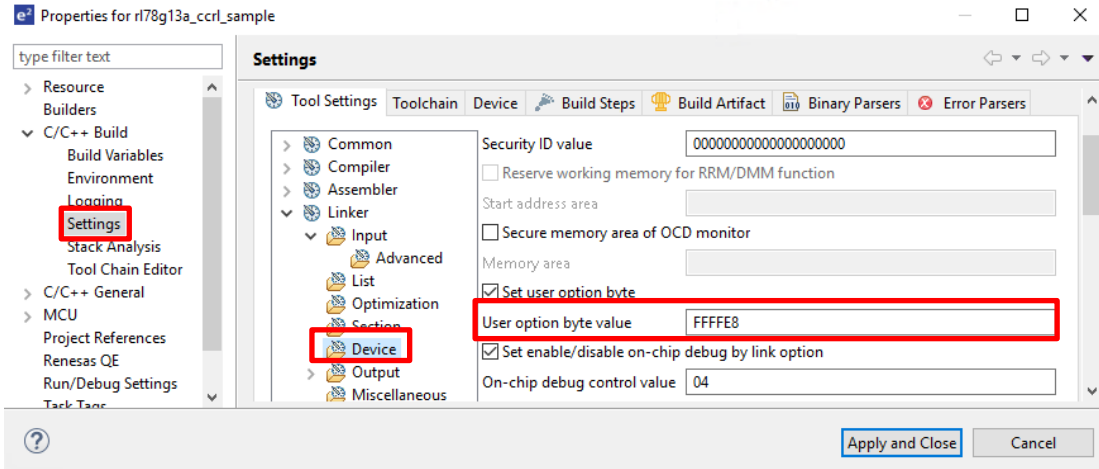 e² Properties for rl78g13a_ccrl_sample
type filter text
Resource
Builders
C/C++ Build
Build Variables
Environment
Logging
Settings
Stack Analysis
Tool Chain Editor
C/C++ General
MCU
Project References
Renesas QE
Run/Debug Settings
Task Tags
Settings
Tool Settings Toolchain Device Build Steps Build Artifact Binary Parsers Error Parsers
Common
Compiler
Assembler
Linker
Input
Advanced
List
Optimization
Section
Device
Output
Miscellaneous
Security ID value 00000000000000000000
Reserve working memory for RRM/DMM function
Start address area
Secure memory area of OCD monitor
Memory area
Set user option byte
User option byte value FFFFE8
Set enable/disable on-chip debug by link option
On-chip debug control value 04
Apply and Close Cancel